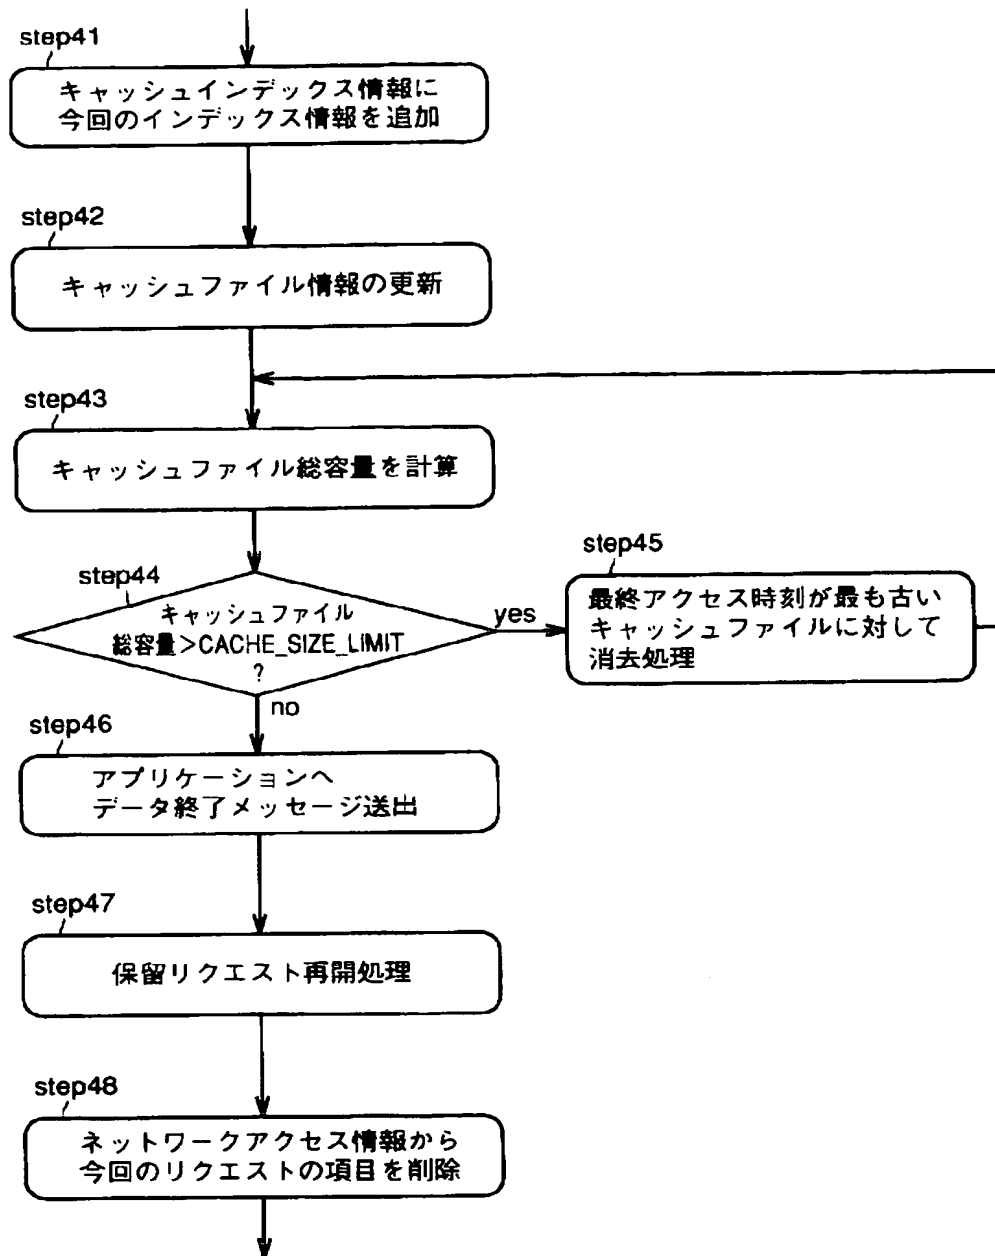 step41
キャッシュインデックス情報に
今回のインデックス情報を追加
step42
キャッシュファイル情報の更新
step43
キャッシュファイル総容量を計算
step44
キャッシュファイル
総容量>CACHE_SIZE_LIMIT
?
yes
step45
最終アクセス時刻が最も古い
キャッシュファイルに対して
消去処理
no
step46
アプリケーションへ
データ終了メッセージ送出
step47
保留リクエスト再開処理
step48
ネットワークアクセス情報から
今回のリクエストの項目を削除